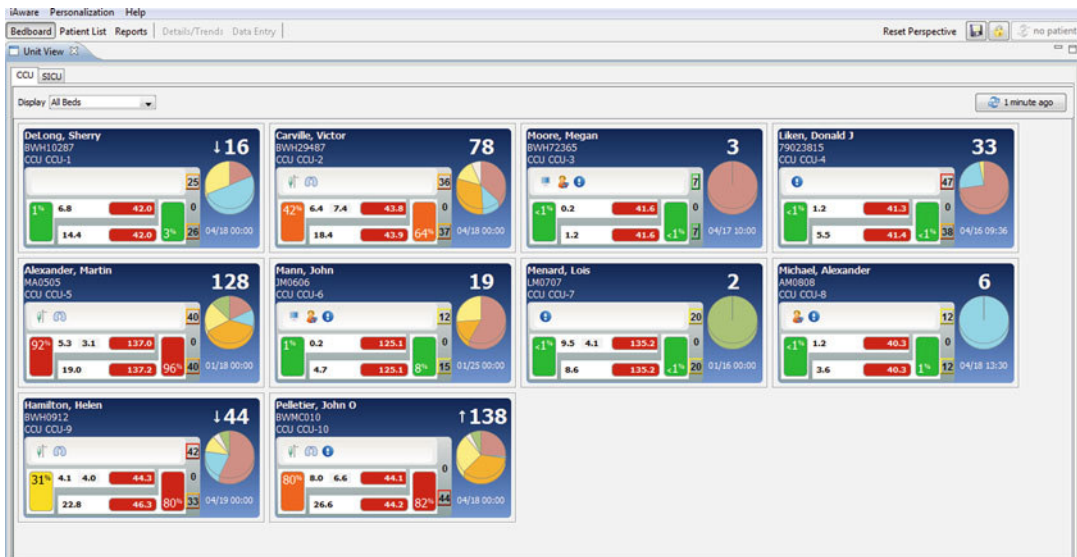 iAware Personalization Help
Bedboard Patient List Reports Details/Trends Data Entry Reset Perspective no patient
Unit View
CCU SICU
Display All Beds 1 minute ago
DeLong, Sherry
BWH10287
CCU CCU-1
↓16
25
1% 6.8 42.0 0
14.4 42.0 3% 26 04/18 00:00
Carville, Victor
BWH29487
CCU CCU-2
78
36
42% 6.4 7.4 43.8 0
18.4 43.9 64% 37 04/18 00:00
Moore, Megan
BWH72365
CCU CCU-3
3
7
<1% 0.2 41.6 0
1.2 41.6 <1% 7 04/17 10:00
Liken, Donald J
79023815
CCU CCU-4
33
47
<1% 1.2 41.3 0
5.5 41.4 <1% 38 04/16 09:36
Alexander, Martin
MA0505
CCU CCU-5
128
40
92% 5.3 3.1 137.0 0
19.0 137.2 96% 40 01/18 00:00
Mann, John
JM0606
CCU CCU-6
19
12
1% 0.2 125.1 0
4.7 125.1 8% 15 01/25 00:00
Menard, Lois
LM0707
CCU CCU-7
2
20
<1% 9.5 4.1 135.2 0
8.6 135.2 <1% 20 01/16 00:00
Michael, Alexander
AM0808
CCU CCU-8
6
12
<1% 1.2 40.3 0
3.6 40.3 1% 12 04/18 13:30
Hamilton, Helen
BWH0912
CCU CCU-9
↓44
42
31% 4.1 4.0 44.3 0
22.8 46.3 80% 33 04/19 00:00
Pelletier, John O
BWMC010
CCU CCU-10
↑138
80% 8.0 6.6 44.1 0
26.6 44.2 82% 44 04/18 00:00